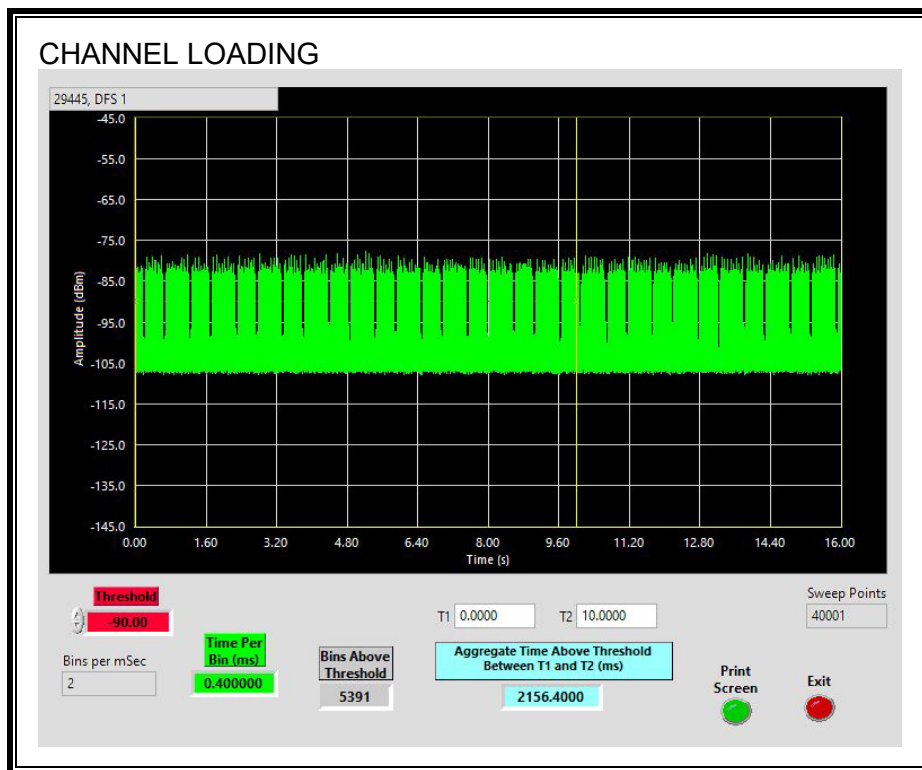 CHANNEL LOADING
29445, DFS 1
-45.0
-55.0
-65.0
-75.0
-85.0
-95.0
-105.0
-115.0
-125.0
-135.0
-145.0
Amplitude (dBm)
0.00 1.60 3.20 4.80 6.40 8.00 9.60 11.20 12.80 14.40 16.00
Time (s)
Threshold
-90.00
Bins per mSec
2
Time Per
Bin (ms)
0.400000
Bins Above
Threshold
5391
T1 0.0000 T2 10.0000
Aggregate Time Above Threshold
Between T1 and T2 (ms)
2156.4000
Sweep Points
40001
Print
Screen
Exit